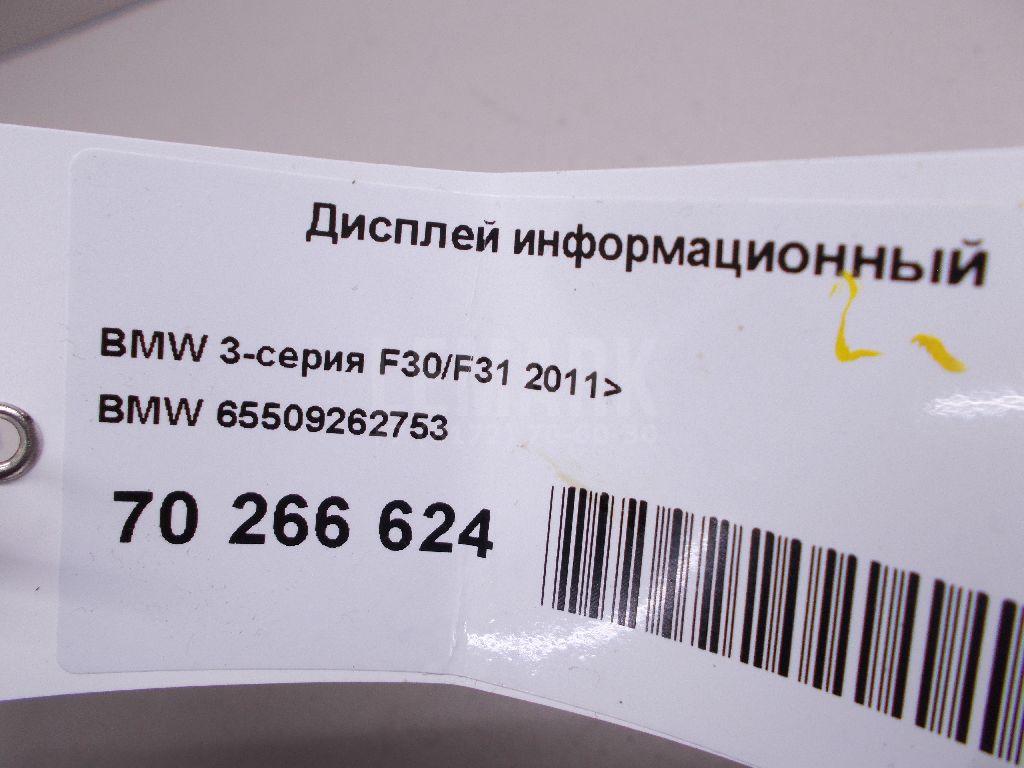 Дисплей информационный
BMW 3-серия F30/F31 2011>
BMW 65509262753
70 266 624